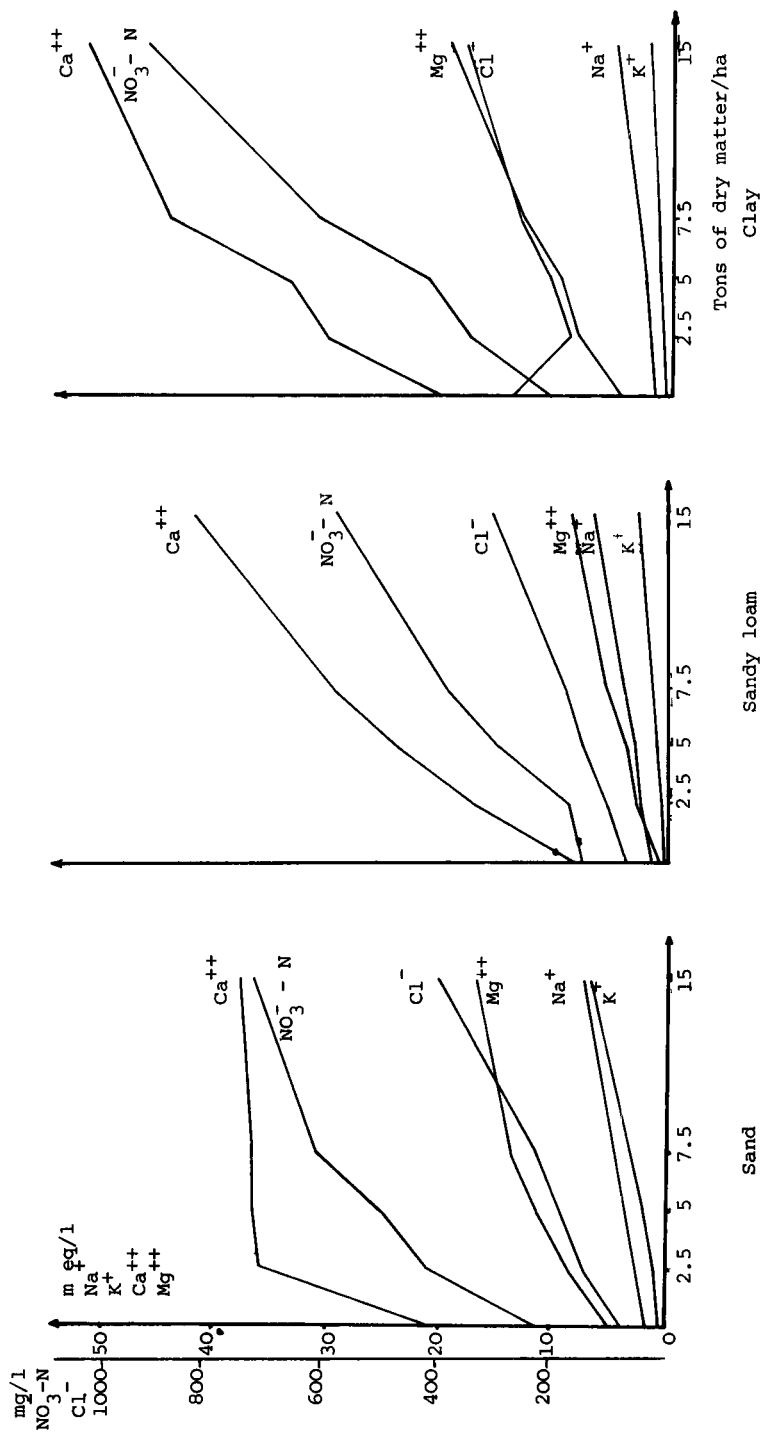 mg/l
NO3-N
Cl-
1000
800
600
400
200
m eq/l
Na+
K+
Ca++
Mg++
50
40
30
20
10
0
Ca++
NO3- - N
Cl-
Mg++
Na+
K+
2.5
5
7.5
15
Sand
Ca++
NO3- - N
Cl-
Mg++
Na+
K+
2.5
5
7.5
15
Sandy loam
Ca++
NO3- - N
Mg++
Cl-
Na+
K+
2.5
5
7.5
15
Tons of dry matter/ha
Clay